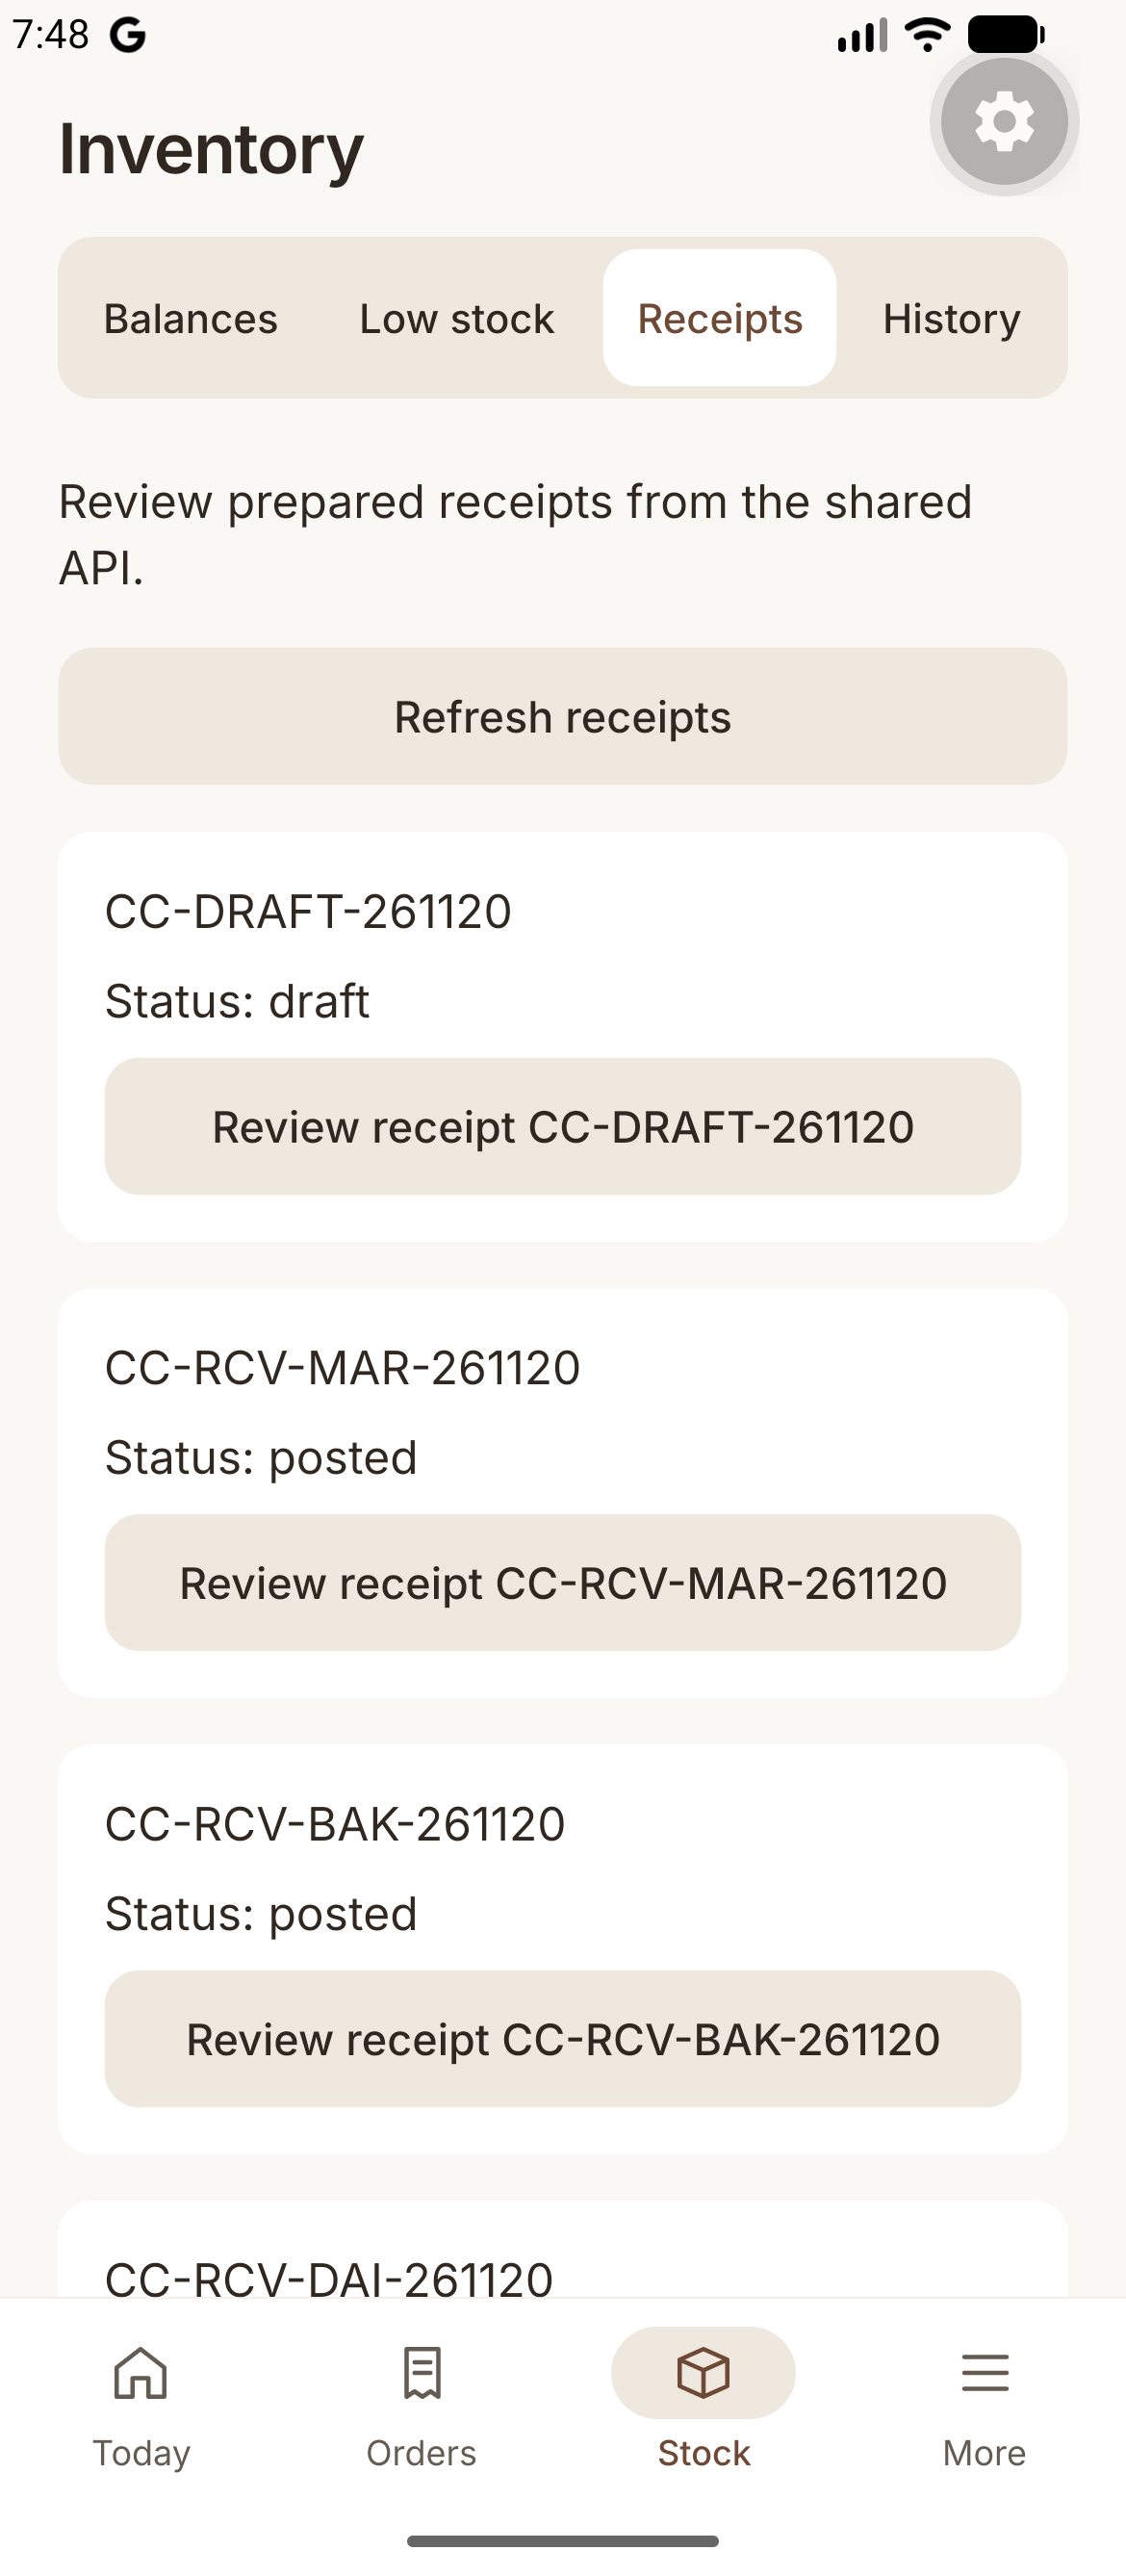 7:48
Inventory
Balances
Low stock
Receipts
History
Review prepared receipts from the shared
API.
Refresh receipts
CC-DRAFT-261120
Status: draft
Review receipt CC-DRAFT-261120
CC-RCV-MAR-261120
Status: posted
Review receipt CC-RCV-MAR-261120
CC-RCV-BAK-261120
Status: posted
Review receipt CC-RCV-BAK-261120
CC-RCV-DAI-261120
Today
Orders
Stock
More